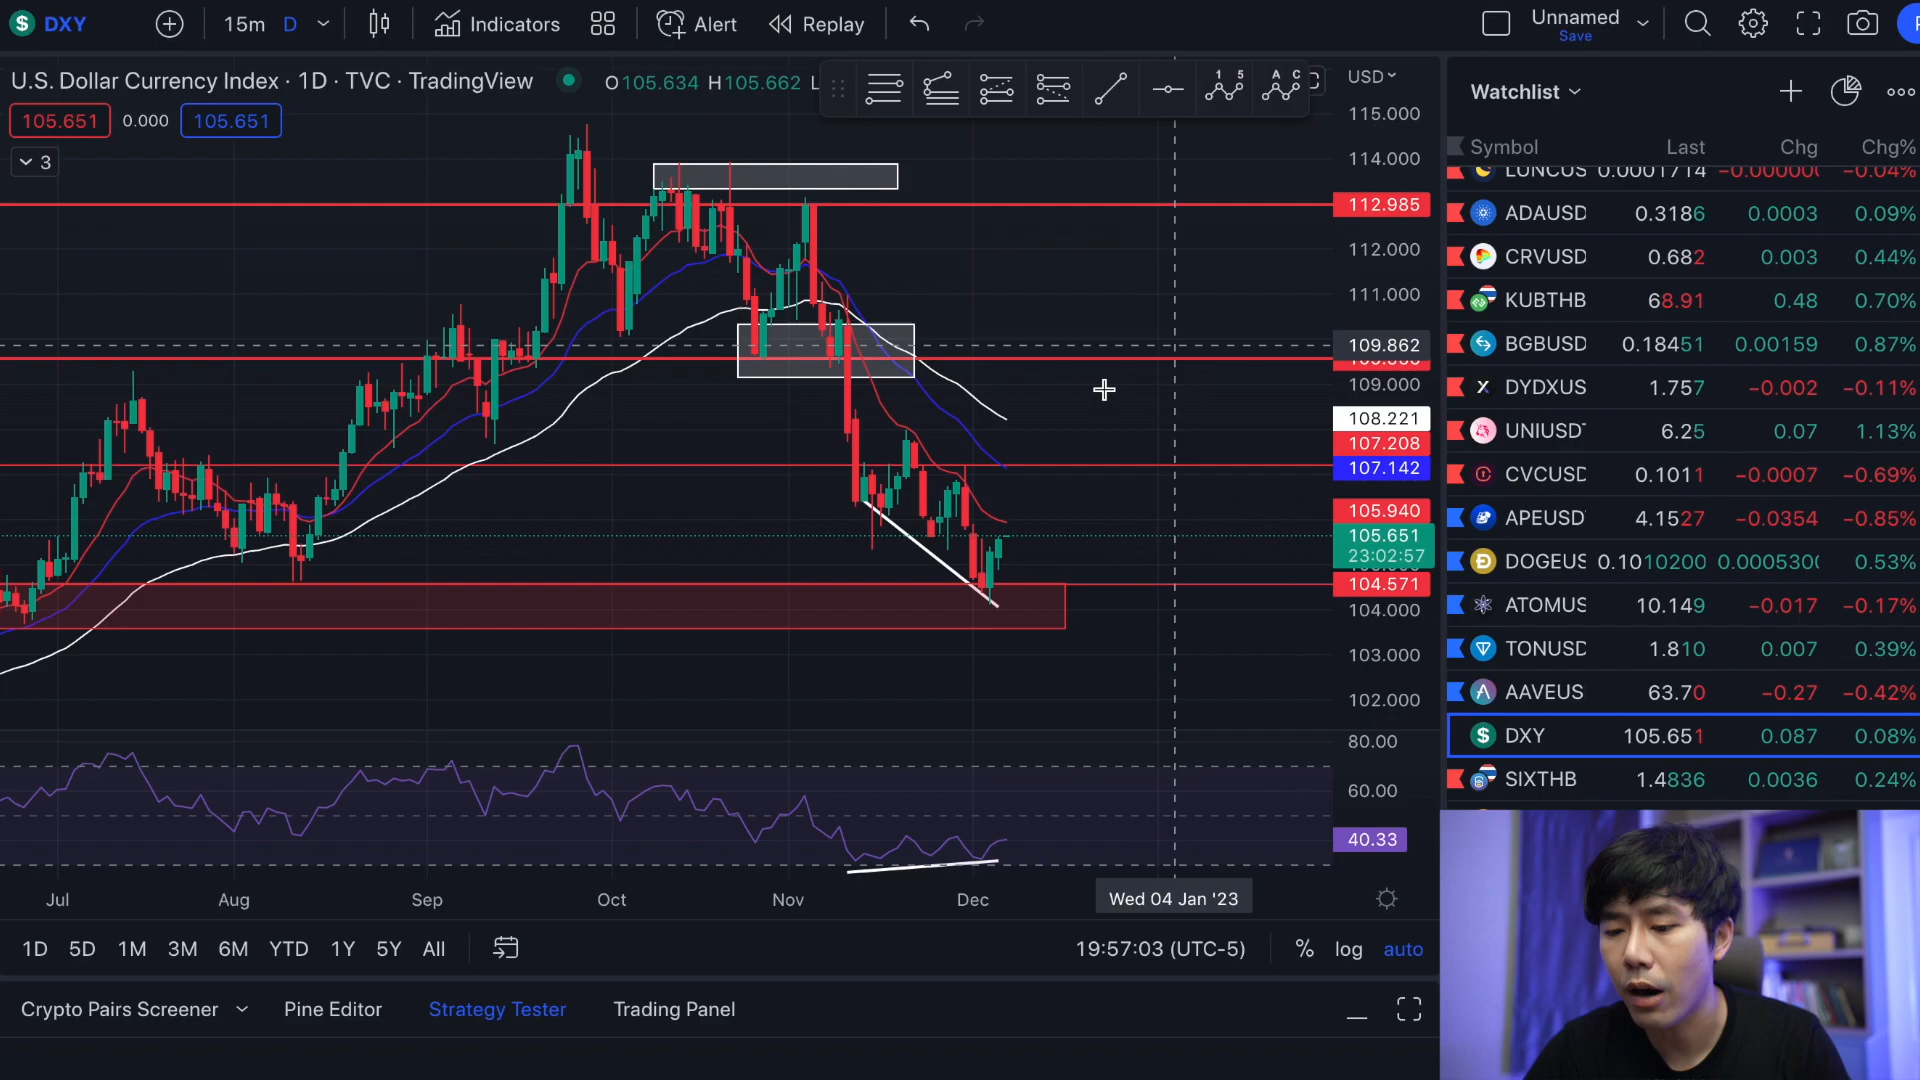 $ DXY 15m D Indicators Alert Replay Unnamed
Save
U.S. Dollar Currency Index · 1D · TVC · TradingView O105.634 H105.662 L
105.651 0.000 105.651
3
USD
115.000
114.000
112.985
112.000
111.000
109.862
109.000
108.221
107.208
107.142
105.940
105.651
23:02:57
104.571
104.000
103.000
102.000
80.00
60.00
40.33
Jul Aug Sep Oct Nov Dec Wed 04 Jan '23
1D 5D 1M 3M 6M YTD 1Y 5Y All 19:57:03 (UTC-5) % log auto
Crypto Pairs Screener Pine Editor Strategy Tester Trading Panel
Watchlist
Symbol Last Chg Chg%
LUNCUS 0.0001714 −0.04%
ADAUSD 0.3186 0.0003 0.09%
CRVUSD 0.682 0.003 0.44%
KUBTHB 68.91 0.48 0.70%
BGBUSD 0.18451 0.00159 0.87%
DYDXUS 1.757 −0.002 −0.11%
UNIUSD 6.25 0.07 1.13%
CVCUSD 0.1011 −0.0007 −0.69%
APEUSD 4.1527 −0.0354 −0.85%
DOGEUS 0.1010200 0.000530 0.53%
ATOMUS 10.149 −0.017 −0.17%
TONUSD 1.810 0.007 0.39%
AAVEUS 63.70 −0.27 −0.42%
$ DXY 105.651 0.087 0.08%
SIXTHB 1.4836 0.0036 0.24%